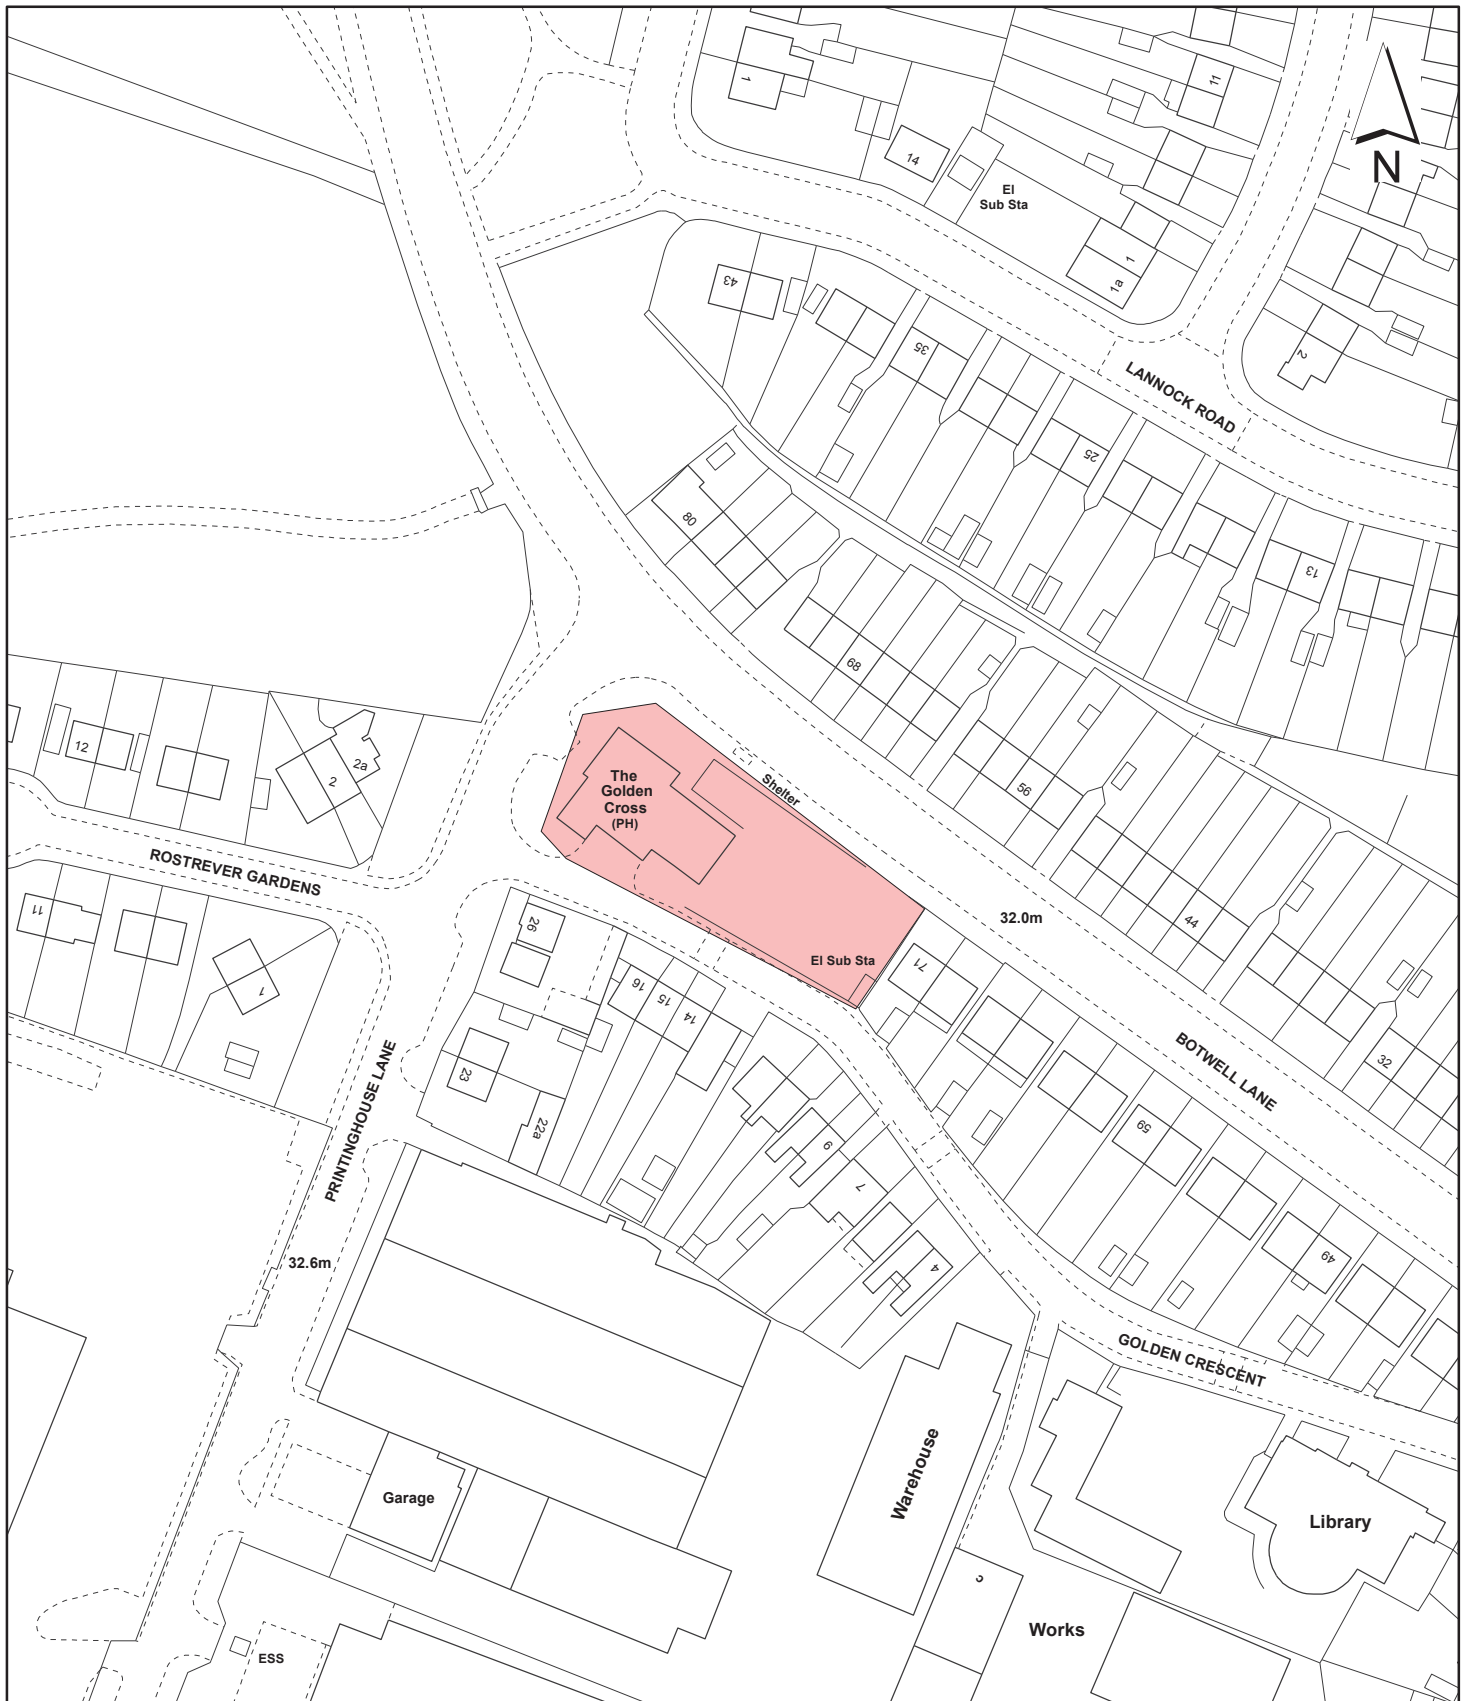 1
11
14
El
Sub Sta
N
1
1a
43
35
2
LANNOCK ROAD
25
80
13
68
12
2
2a
The
Golden
Cross
(PH)
Shelter
56
ROSTREVER GARDENS
11
26
32.0m
44
El Sub Sta
71
1
16
15
14
BOTWELL LANE
32
PRINTINGHOUSE LANE
23
22a
9
59
7
32.6m
4
49
GOLDEN CRESCENT
Warehouse
Garage
Library
c
Works
ESS